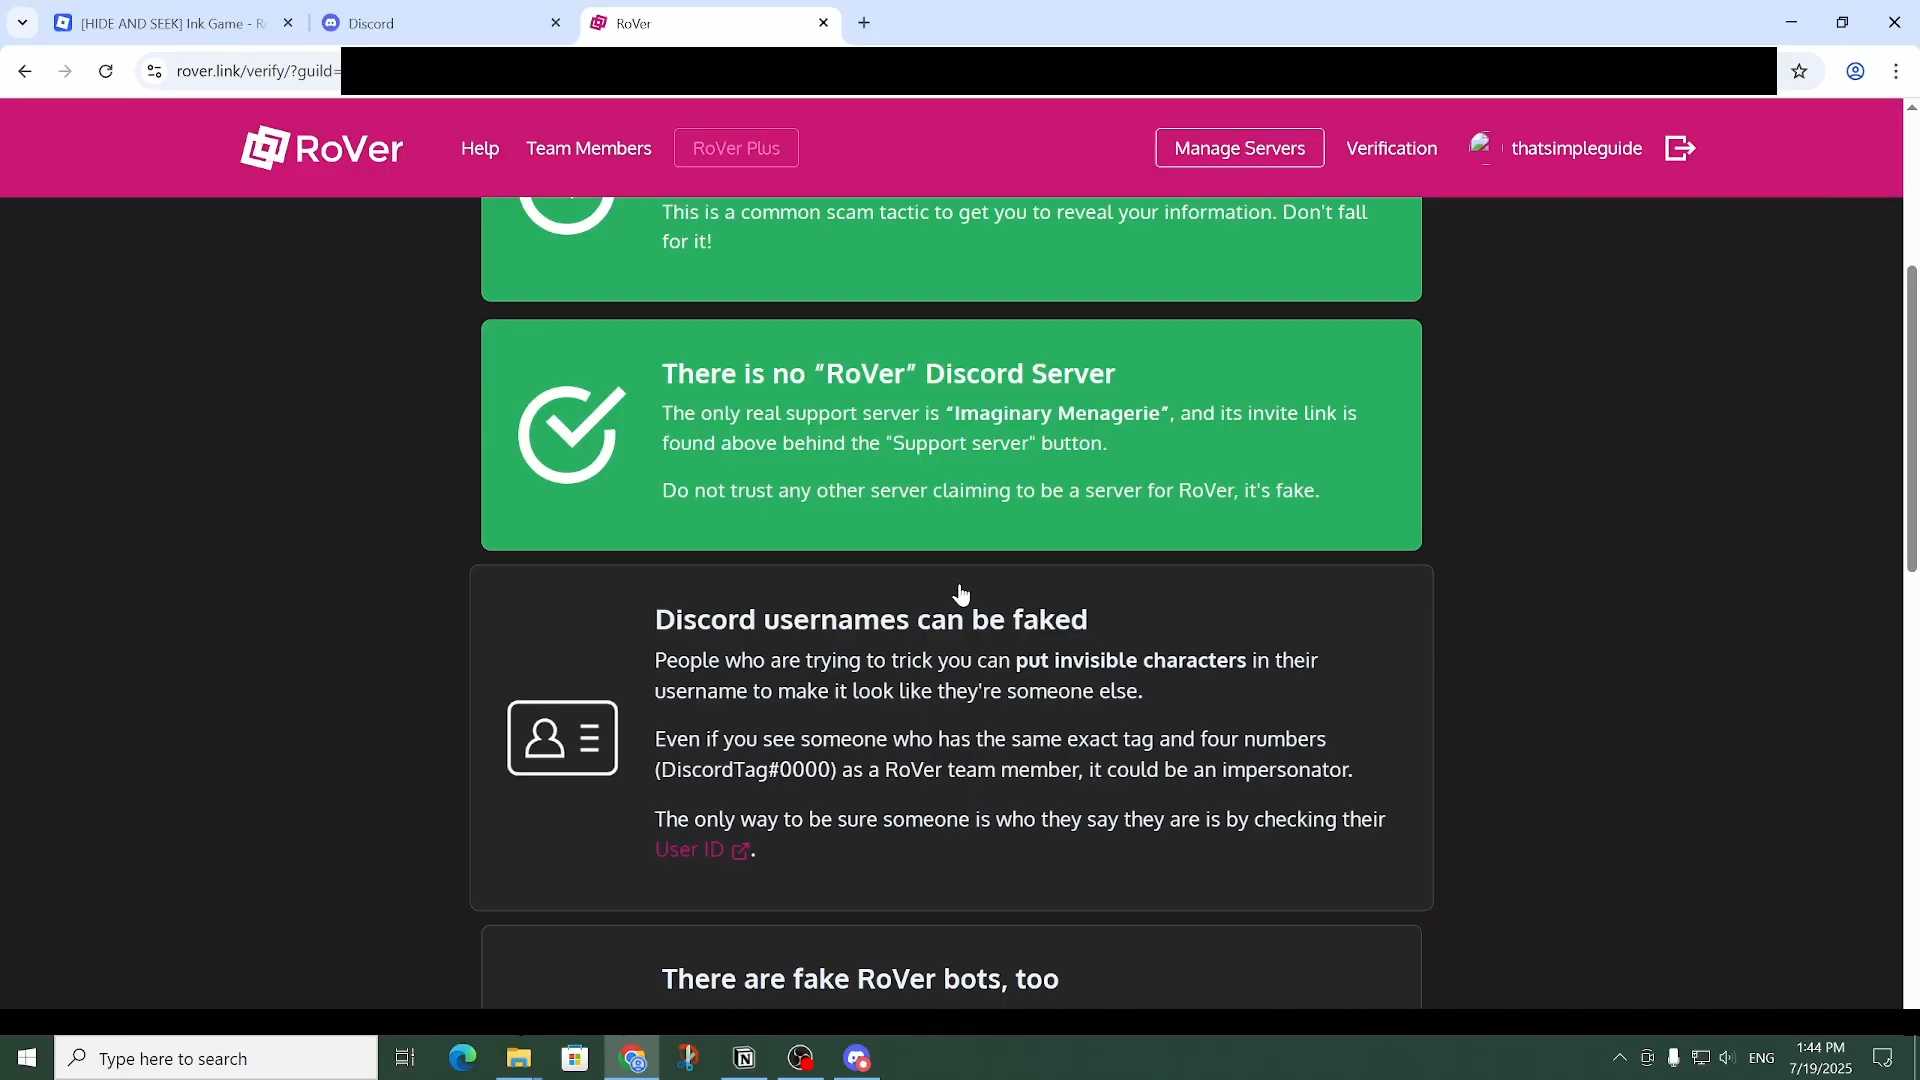 [HIDE AND SEEK] Ink Game - R
Discord
RoVer
rover.link/verify/?guild=
RoVer
Help
Team Members
RoVer Plus
Manage Servers
Verification
thatsimpleguide
This is a common scam tactic to get you to reveal your information. Don't fall
for it!
There is no “RoVer” Discord Server
The only real support server is “Imaginary Menagerie”, and its invite link is
found above behind the "Support server" button.
Do not trust any other server claiming to be a server for RoVer, it's fake.
Discord usernames can be faked
People who are trying to trick you can put invisible characters in their
username to make it look like they're someone else.
Even if you see someone who has the same exact tag and four numbers
(DiscordTag#0000) as a RoVer team member, it could be an impersonator.
The only way to be sure someone is who they say they are is by checking their
User ID.
There are fake RoVer bots, too
Type here to search
ENG
1:44 PM
7/19/2025